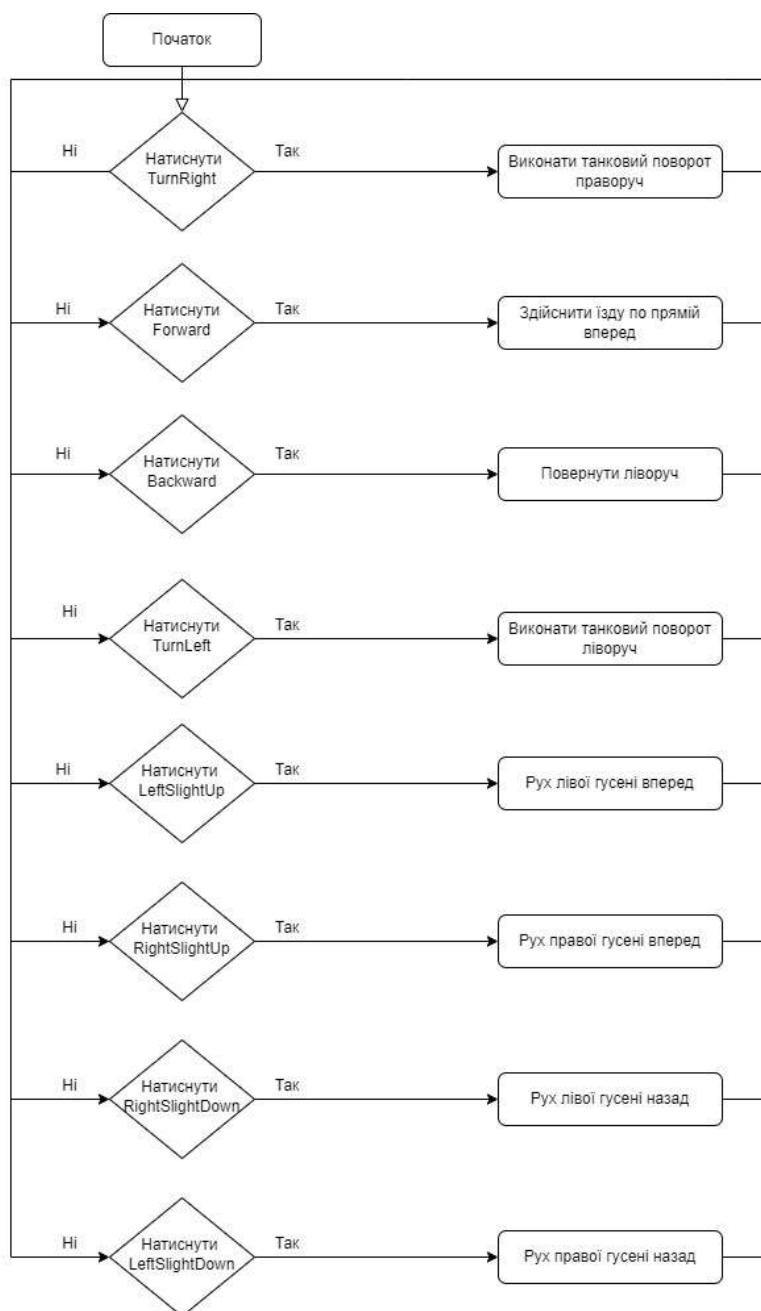 Початок
Ні
Натиснути
TurnRight
Так
Виконати танковий поворот
праворуч
Ні
Натиснути
Forward
Так
Здійснити їзду по прямій
вперед
Ні
Натиснути
Backward
Так
Повернути ліворуч
Ні
Натиснути
TurnLeft
Так
Виконати танковий поворот
ліворуч
Ні
Натиснути
LeftSlightUp
Так
Рух лівої гусені вперед
Ні
Натиснути
RightSlightUp
Так
Рух правої гусені вперед
Ні
Натиснути
RightSlightDown
Так
Рух лівої гусені назад
Ні
Натиснути
LeftSlightDown
Так
Рух правої гусені назад